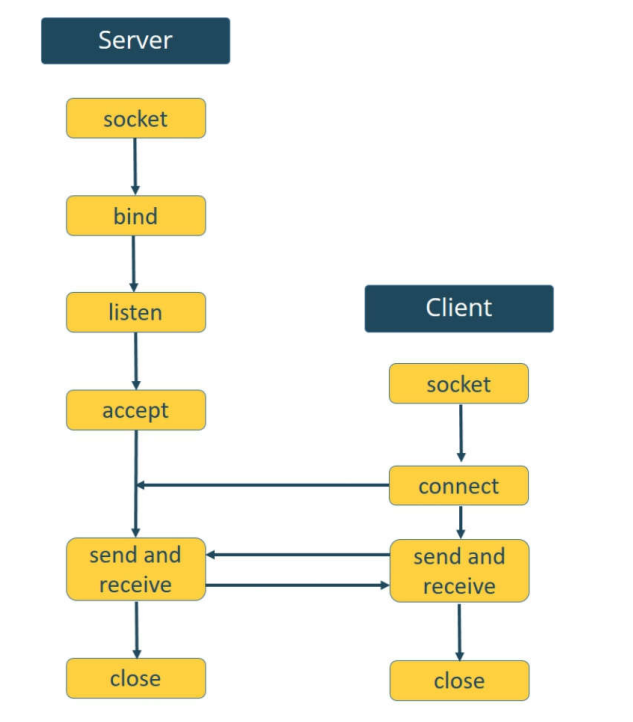 Server
socket
bind
listen
accept
send and
receive
close
Client
socket
connect
send and
receive
close